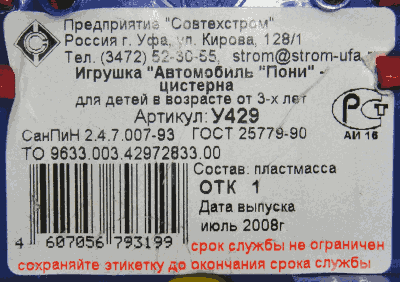 Предприятие "Совтехстром"
Россия г. Уфа, ул. Кирова, 128/1
Тел. (3472) 52-30-55, strom@strom-ufa.
Игрушка "Автомобиль "Пони" -
цистерна
для детей в возрасте от 3-х лет
Артикул: У429
СанПиН 2.4.7.007-93 ГОСТ 25779-90
АИ 16
ТО 9633.003.42972833.00
Состав: пластмасса
ОТК 1
Дата выпуска
июль 2008г
4 607056 793199
срок службы не ограничен
сохраняйте этикетку до окончания срока службы